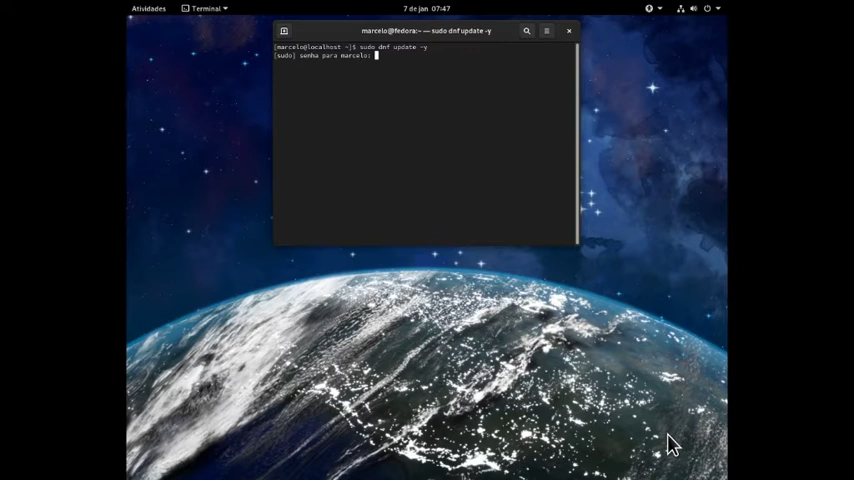 Atividades Terminal 7 de jan 07:47
marcelo@fedora:~ — sudo dnf update -y
[marcelo@localhost ~]$ sudo dnf update -y
[sudo] senha para marcelo: